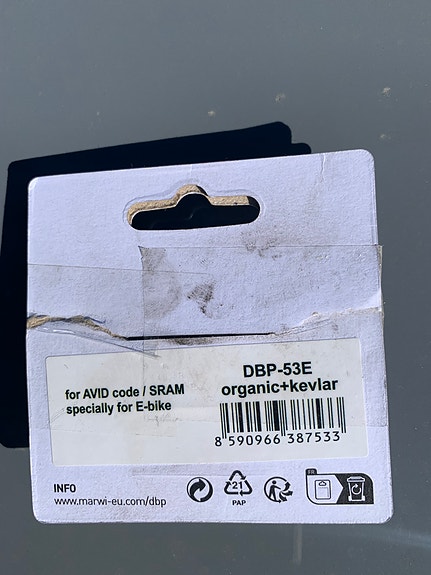 DBP-53E
organic+kevlar
for AVID code / SRAM
specially for E-bike
8 590966 387533
INFO
www.marwi-eu.com/dbp
21
PAP
FR